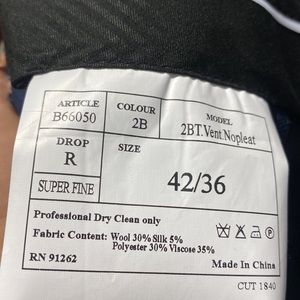 ARTICLE
B66050
COLOUR
2B
MODEL
2BT.Vent.Nopleat
DROP
R
SUPER FINE
SIZE
42/36
Professional Dry Clean only
Fabric Content: Wool 30% Silk 5%
Polyester 30% Viscose 35%
RN 91262
Made In China
CUT 1840